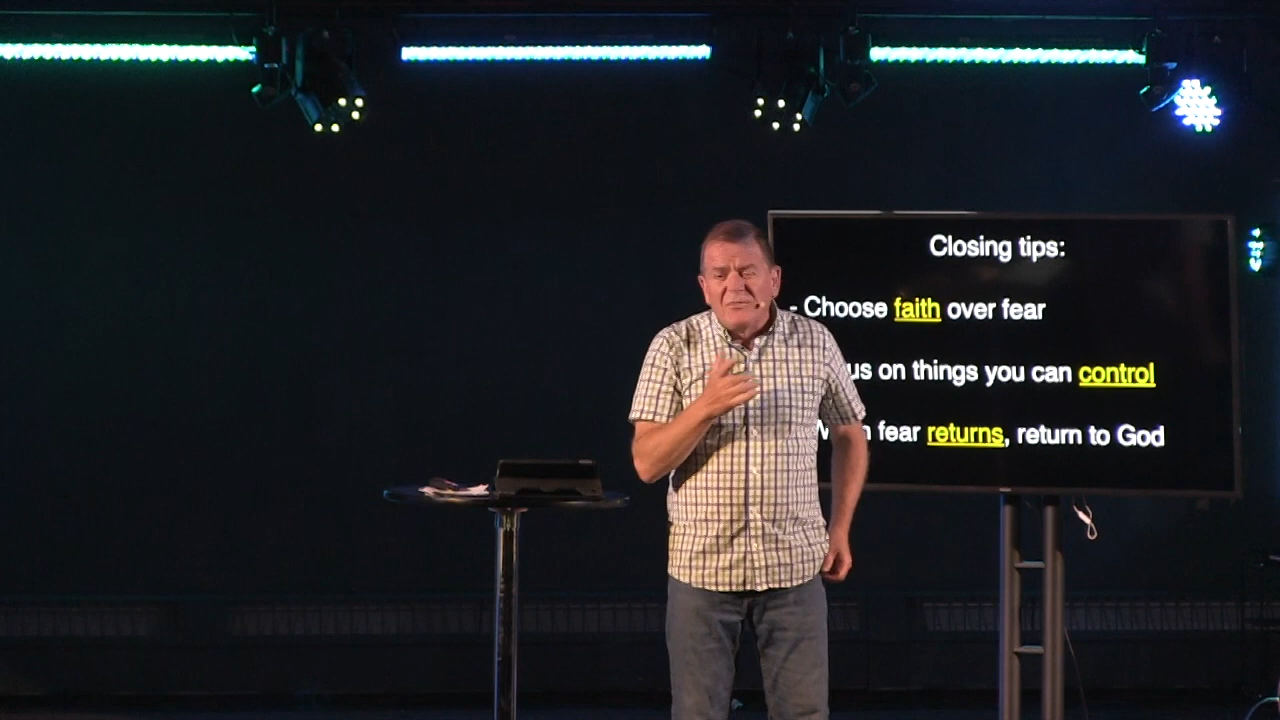 Closing tips:
- Choose faith over fear
us on things you can control
fear returns, return to God